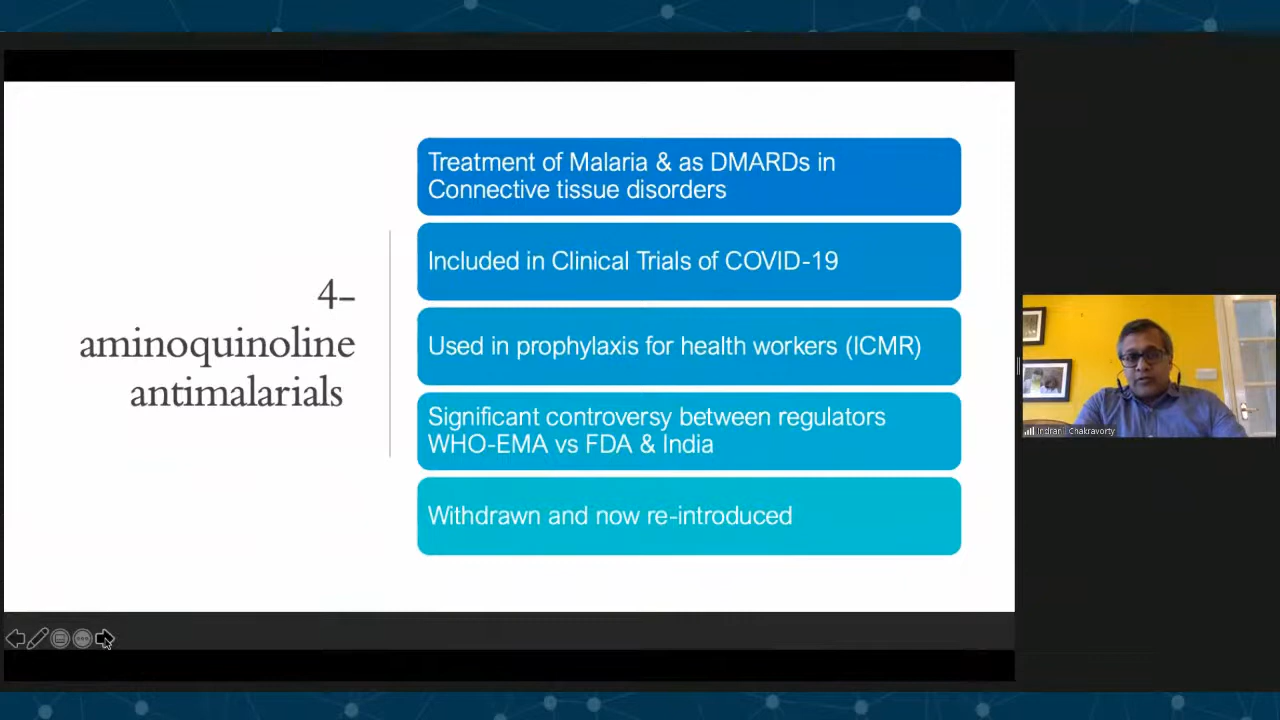 4-
aminoquinoline
antimalarials
Treatment of Malaria & as DMARDs in
Connective tissue disorders
Included in Clinical Trials of COVID-19
Used in prophylaxis for health workers (ICMR)
Significant controversy between regulators
WHO-EMA vs FDA & India
Withdrawn and now re-introduced
Indranil Chakravorty